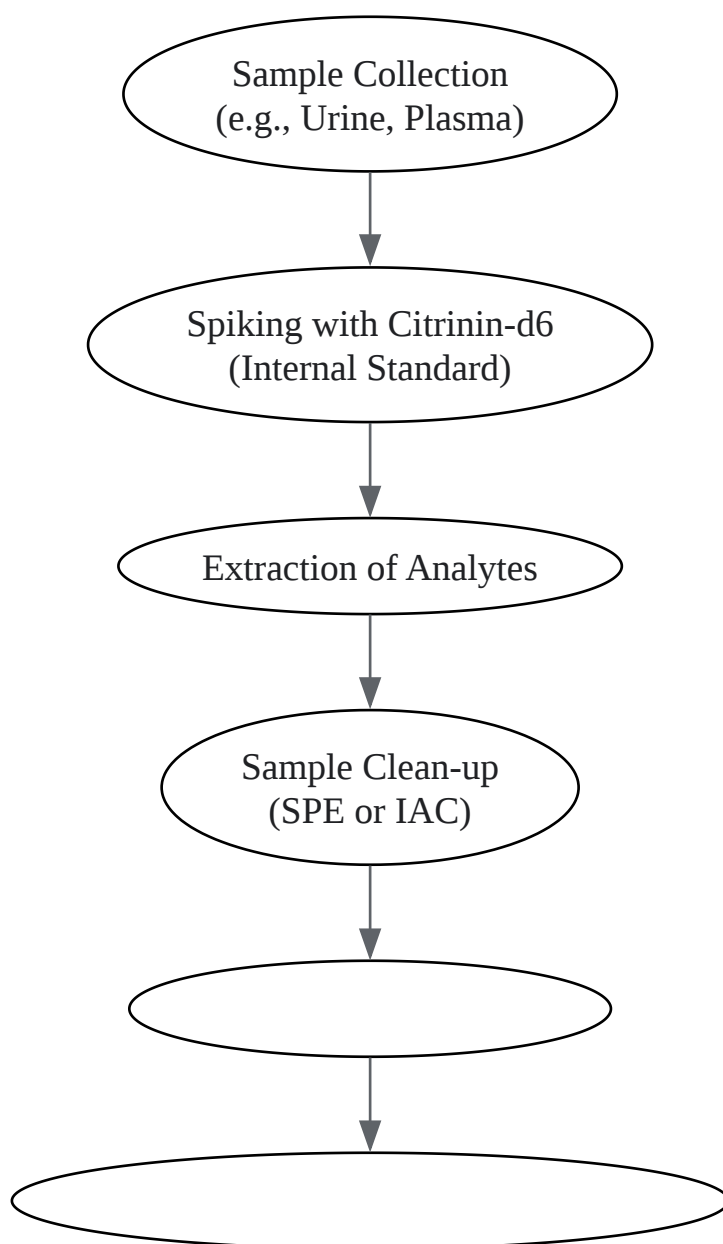 Sample Collection
(e.g., Urine, Plasma)
Spiking with Citrinin-d6
(Internal Standard)
Extraction of Analytes
Sample Clean-up
(SPE or IAC)